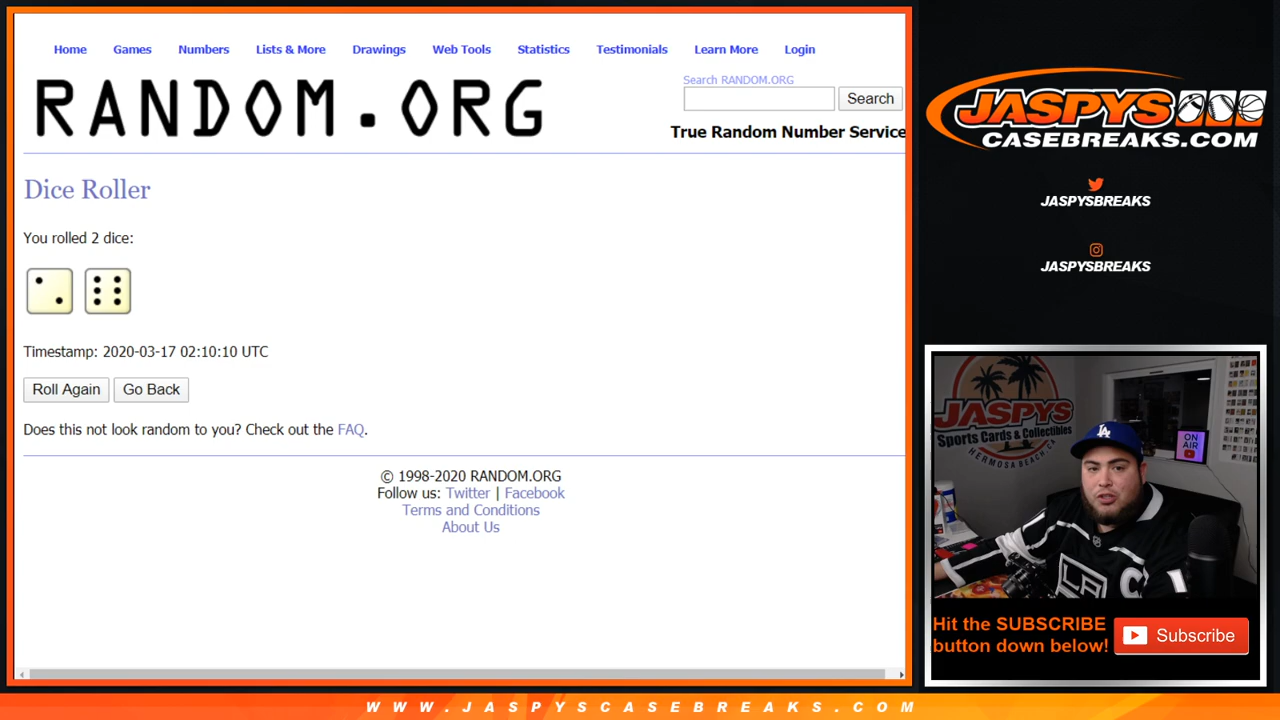 Home Games Numbers Lists & More Drawings Web Tools Statistics Testimonials Learn More Login
RANDOM.ORG
Search RANDOM.ORG
Search
True Random Number Service
Dice Roller
You rolled 2 dice:
Timestamp: 2020-03-17 02:10:10 UTC
Roll Again Go Back
Does this not look random to you? Check out the FAQ.
© 1998-2020 RANDOM.ORG
Follow us: Twitter | Facebook
Terms and Conditions
About Us
JASPYS
CASEBREAKS.COM
JASPYSBREAKS
JASPYSBREAKS
JASPYS
Sports Cards & Collectibles
HERMOSA BEACH, CA
ON
AIR
LA
LA
C
Hit the SUBSCRIBE
button down below!
Subscribe
WWW.JASPYSCASEBREAKS.COM